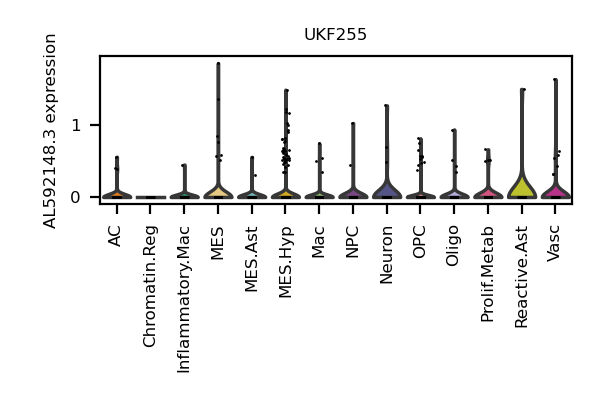 UKF255
AL592148.3 expression
1
0
AC
Chromatin.Reg
Inflammatory.Mac
MES
MES.Ast
MES.Hyp
Mac
NPC
Neuron
OPC
Oligo
Prolif.Metab
Reactive.Ast
Vasc